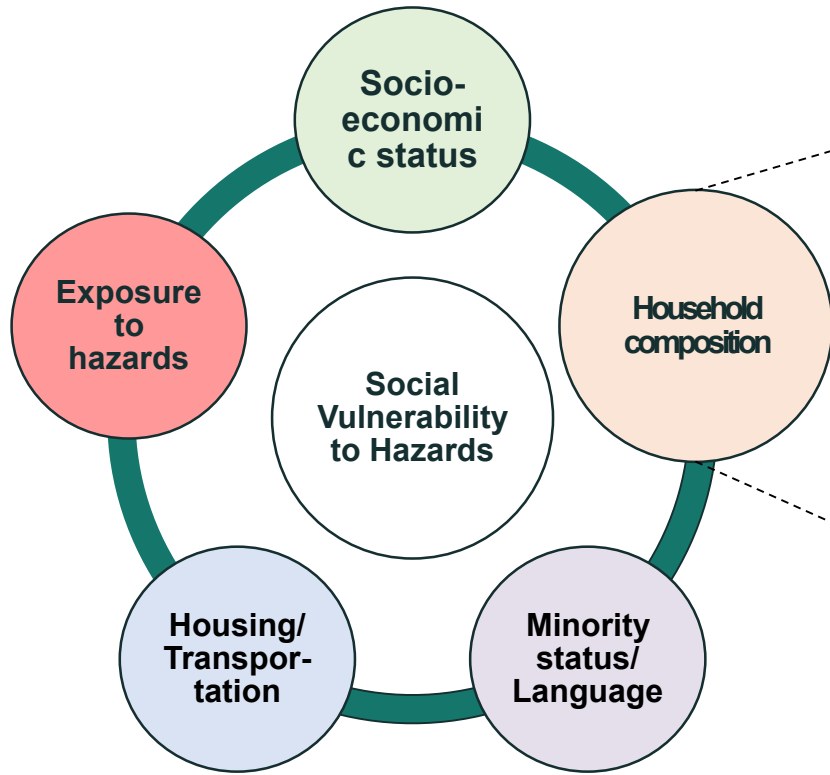 Socio-
economi
c status
Exposure
to
hazards
Household
composition
Social
Vulnerability
to Hazards
Housing/
Transpor-
tation
Minority
status/
Language